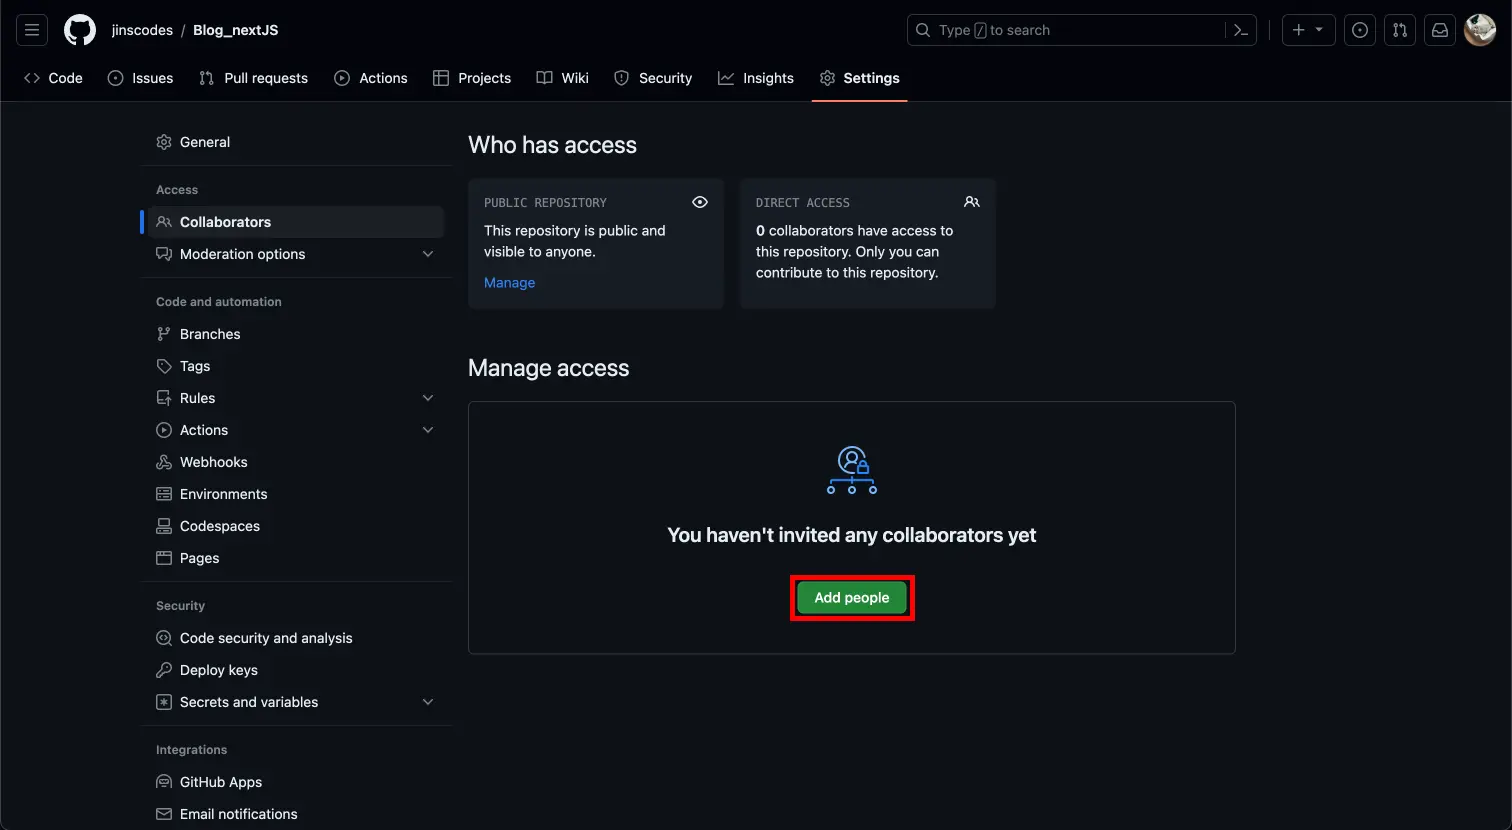 jinscodes / Blog_nextJS
Type / to search
Code Issues Pull requests Actions Projects Wiki Security Insights Settings
General
Access
Collaborators
Moderation options
Code and automation
Branches
Tags
Rules
Actions
Webhooks
Environments
Codespaces
Pages
Security
Code security and analysis
Deploy keys
Secrets and variables
Integrations
GitHub Apps
Email notifications
Who has access
PUBLIC REPOSITORY
This repository is public and
visible to anyone.
Manage
DIRECT ACCESS
0 collaborators have access to
this repository. Only you can
contribute to this repository.
Manage access
You haven't invited any collaborators yet
Add people